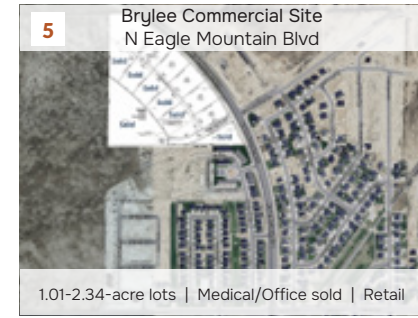 5
Brylee Commercial Site
N Eagle Mountain Blvd
1.01-2.34-acre lots | Medical/Office sold | Retail